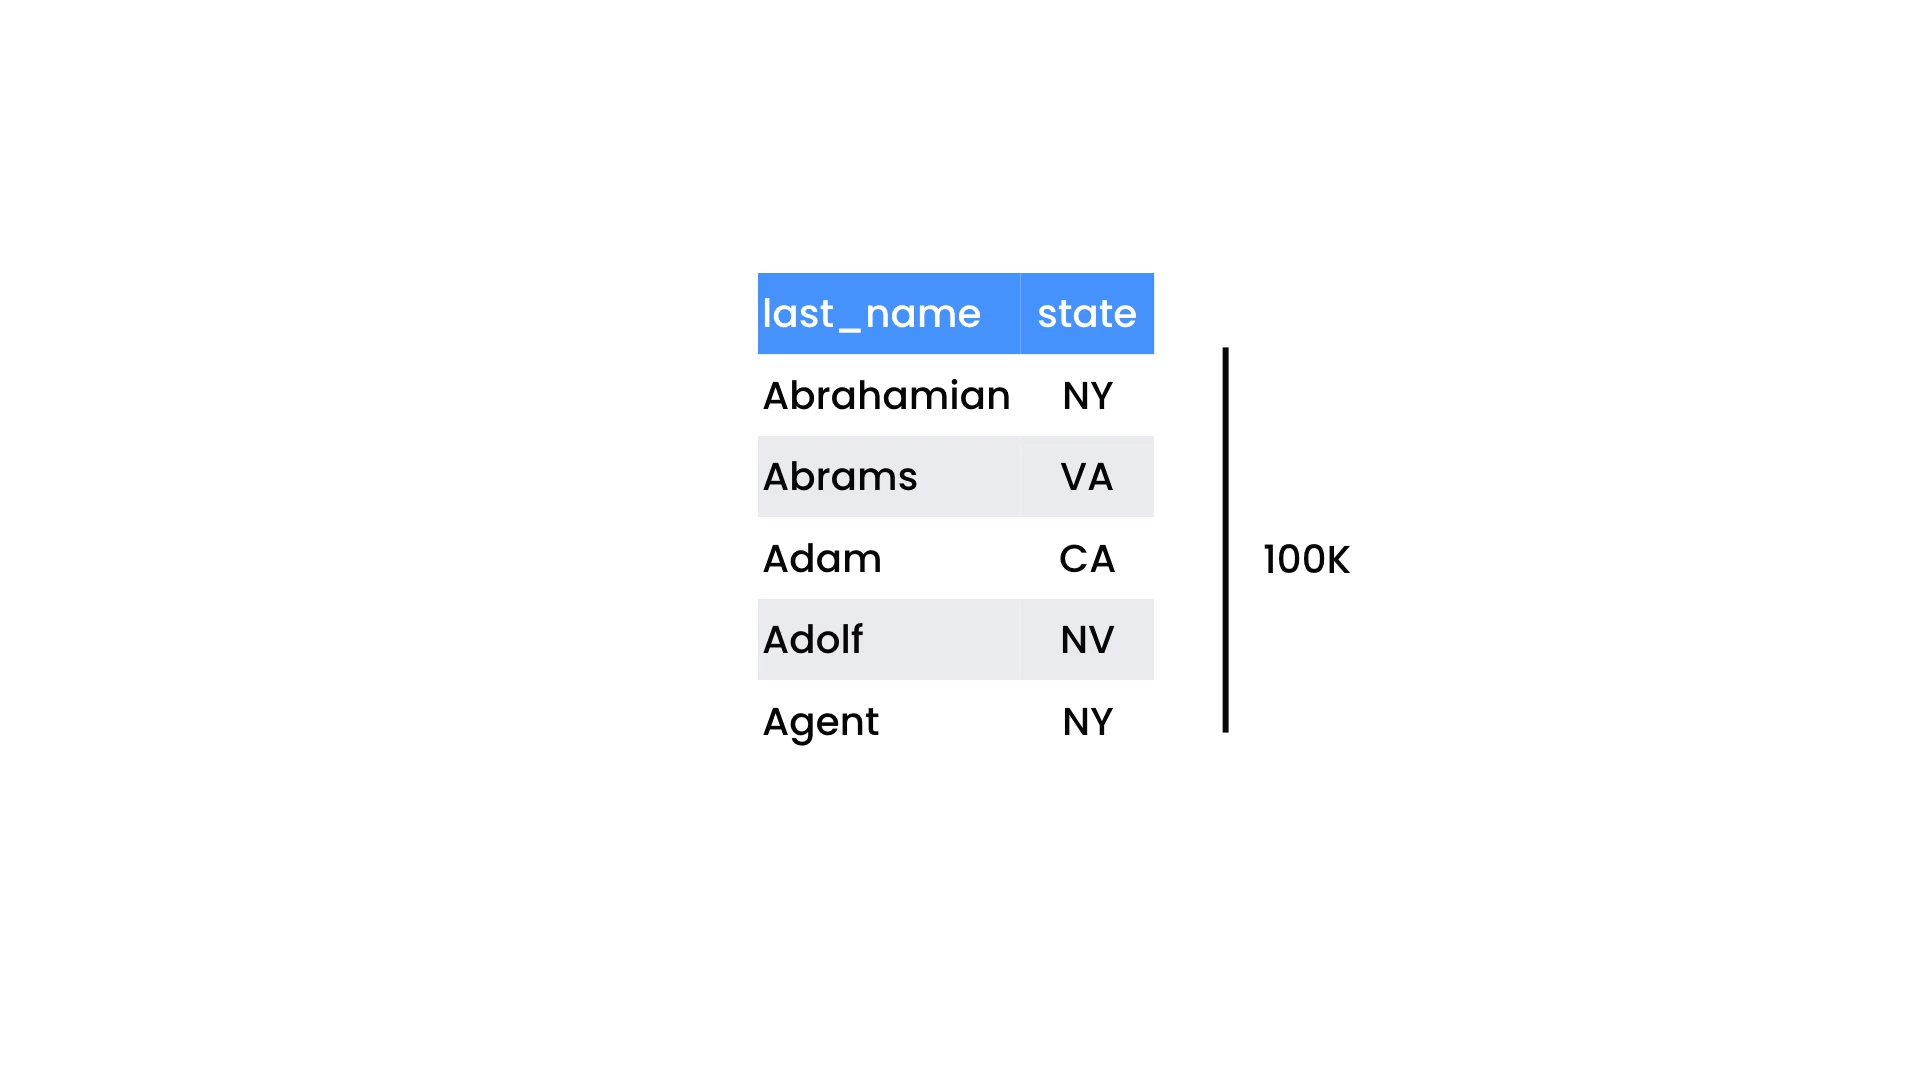 last_name state
Abrahamian NY
Abrams VA
Adam CA
100K
Adolf NV
Agent NY